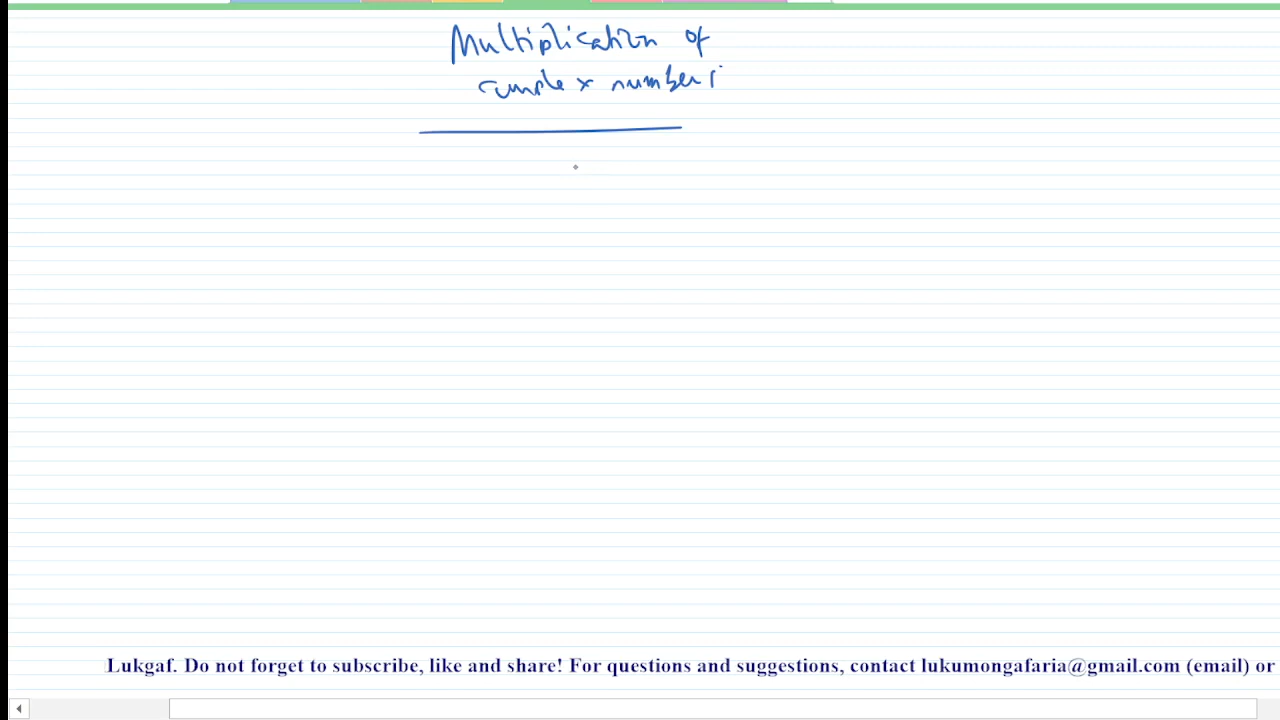 Multiplication of
complex numbers
Lukgaf. Do not forget to subscribe, like and share! For questions and suggestions, contact lukumongafaria@gmail.com (email) or